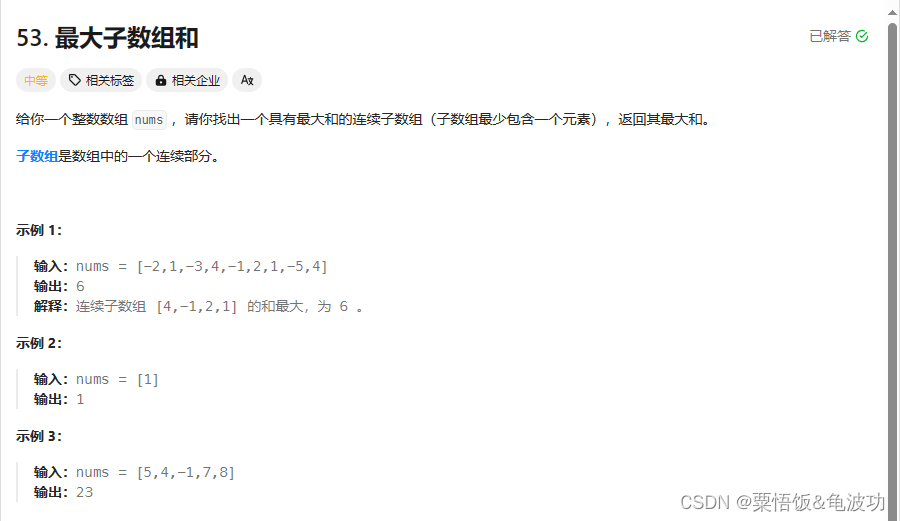 53. 最大子数组和
已解答
中等 相关标签 相关企业
给你一个整数数组 nums ，请你找出一个具有最大和的连续子数组（子数组最少包含一个元素），返回其最大和。
子数组是数组中的一个连续部分。
示例 1：
输入：nums = [-2,1,-3,4,-1,2,1,-5,4]
输出：6
解释：连续子数组 [4,-1,2,1] 的和最大，为 6 。
示例 2：
输入：nums = [1]
输出：1
示例 3：
输入：nums = [5,4,-1,7,8]
输出：23
CSDN @粟悟饭&龟波功